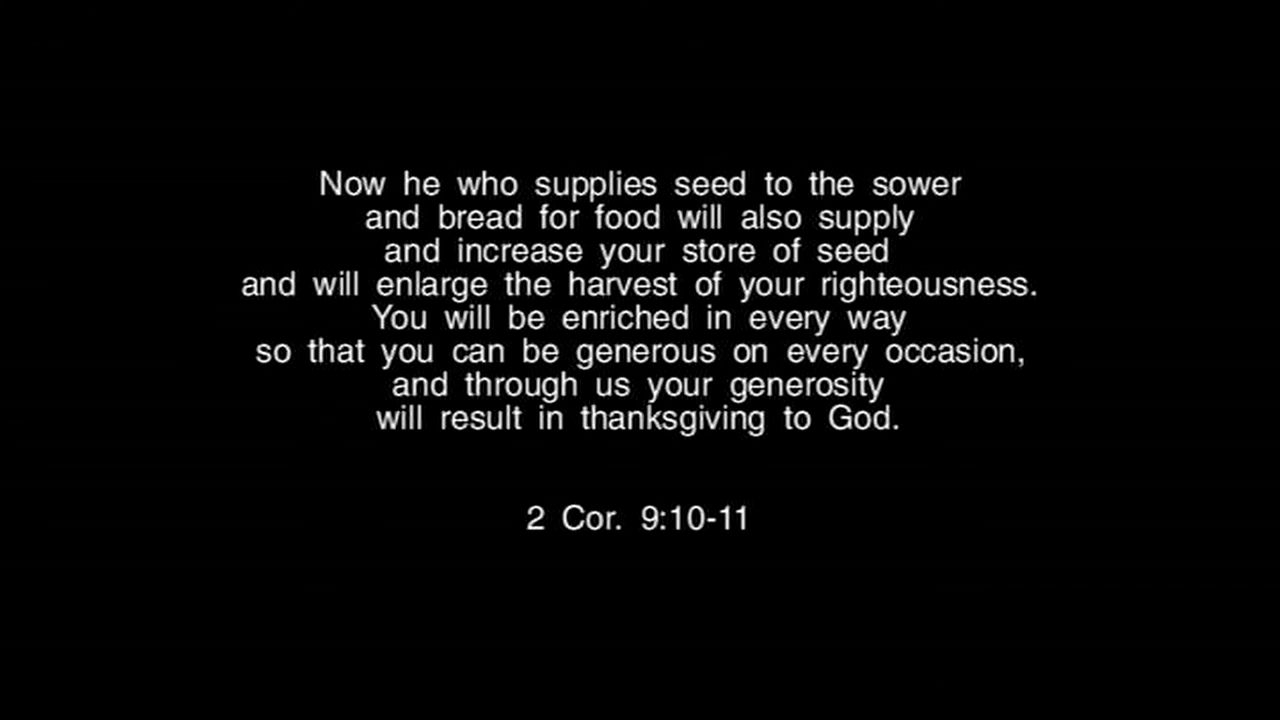 Now he who supplies seed to the sower
and bread for food will also supply
and increase your store of seed
and will enlarge the harvest of your righteousness.
You will be enriched in every way
so that you can be generous on every occasion,
and through us your generosity
will result in thanksgiving to God.
2 Cor. 9:10-11